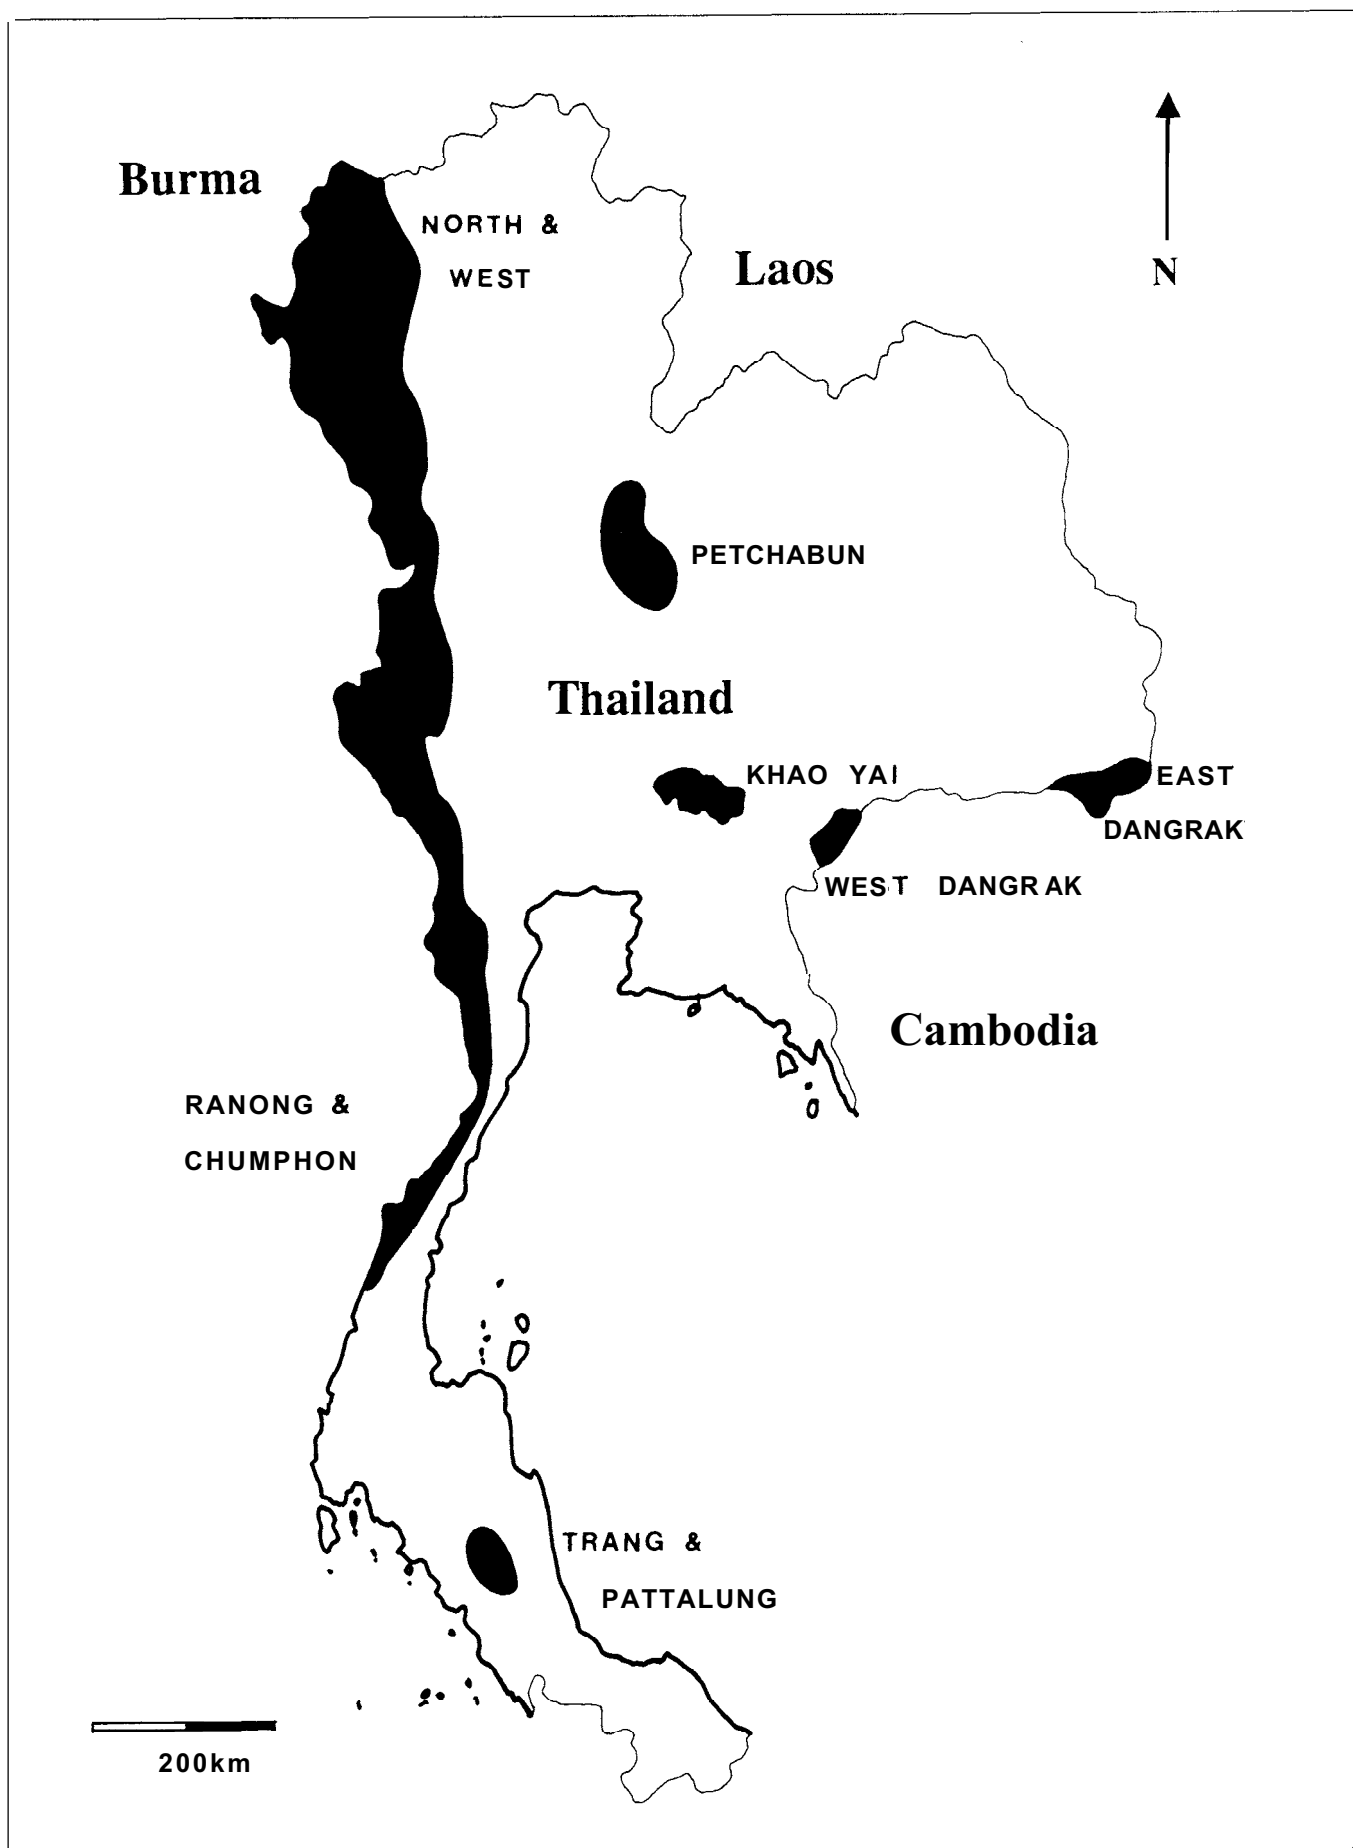 Burma
NORTH &
WEST
Laos
N
PETCHABUN
Thailand
KHAO YAI
EAST
DANGRAK
WEST DANGRAK
Cambodia
RANONG &
CHUMPHON
TRANG &
PATTALUNG
200km